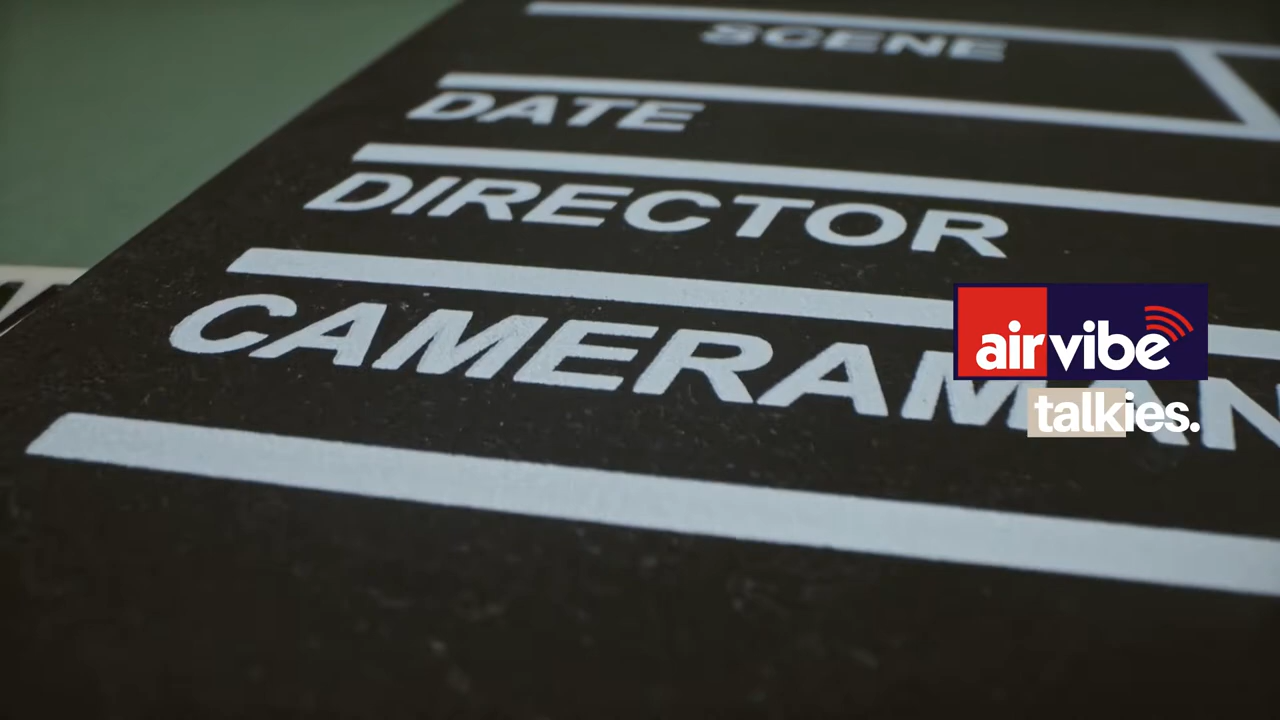 SCENE
DATE
DIRECTOR
CAMERAMAN
airvibe
talkies.